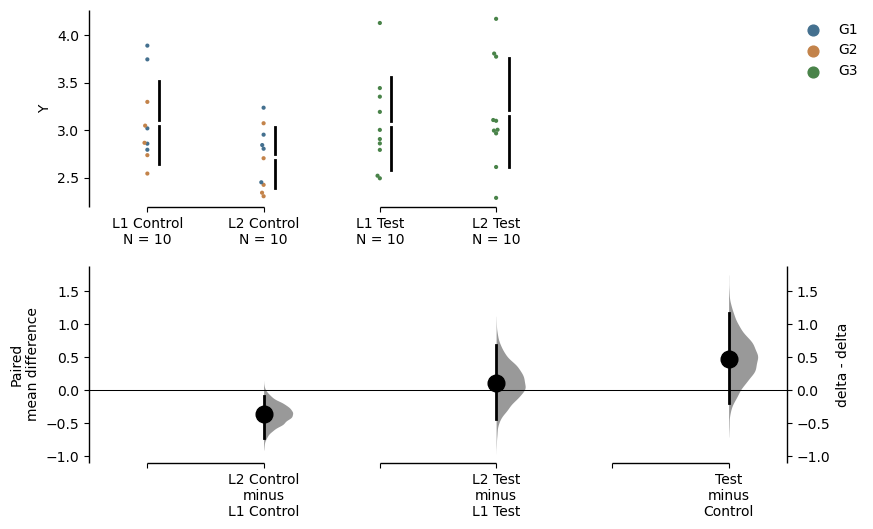 4.0
3.5
3.0
2.5
Y
G1
G2
G3
L1 Control
N = 10
L2 Control
N = 10
L1 Test
N = 10
L2 Test
N = 10
1.5
1.0
0.5
0.0
−0.5
−1.0
Paired
mean difference
1.5
1.0
0.5
0.0
−0.5
−1.0
delta - delta
L2 Control
minus
L1 Control
L2 Test
minus
L1 Test
Test
minus
Control